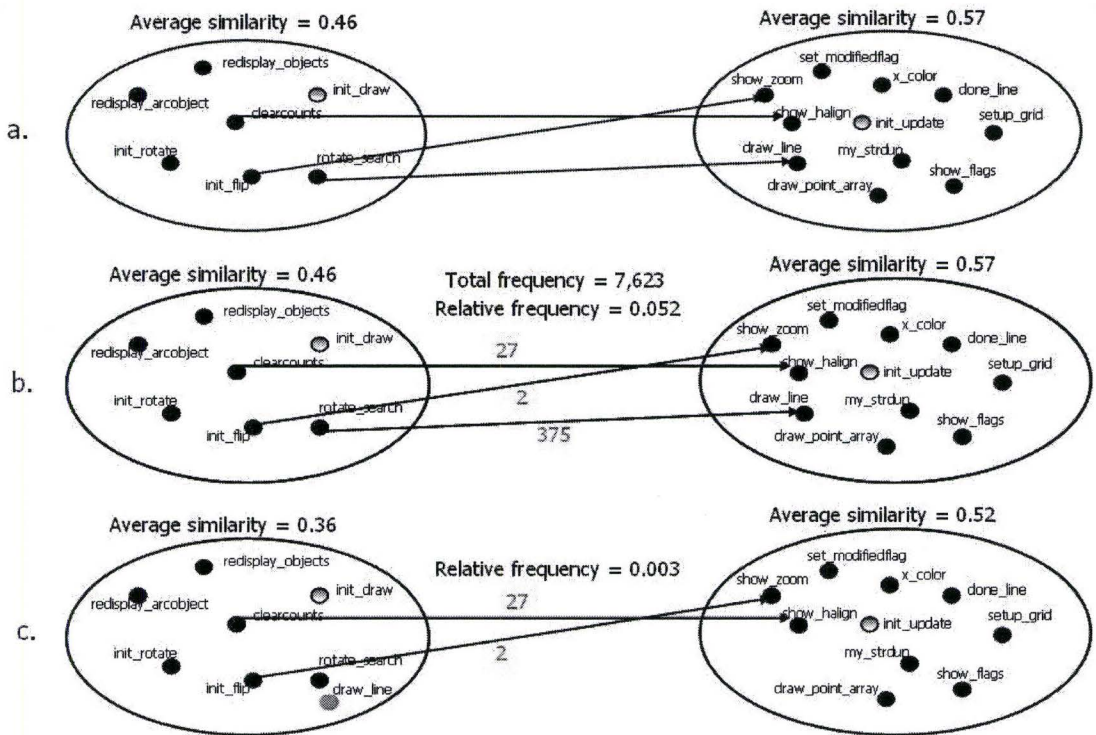 Average similarity = 0.46
Average similarity = 0.57
a.
redisplay_objects
init_draw
redisplay_arcobject
clearcounts
init_rotate
rotate_search
init_flip
set_modifiedflag
show_zoom
x_color
done_line
show_halign
init_update
setup_grid
draw_line
my_strdup
draw_point_array
show_flags
Average similarity = 0.46
Total frequency = 7,623
Relative frequency = 0.052
Average similarity = 0.57
b.
redisplay_objects
init_draw
redisplay_arcobject
clearcounts
init_rotate
rotate_search
init_flip
27
2
375
set_modifiedflag
show_zoom
x_color
done_line
show_halign
init_update
setup_grid
draw_line
my_strdup
draw_point_array
show_flags
Average similarity = 0.36
Relative frequency = 0.003
Average similarity = 0.52
c.
redisplay_objects
init_draw
redisplay_arcobject
clearcounts
init_rotate
rotate_search
init_flip
draw_line
27
2
set_modifiedflag
show_zoom
x_color
done_line
show_halign
init_update
setup_grid
my_strdup
draw_point_array
show_flags